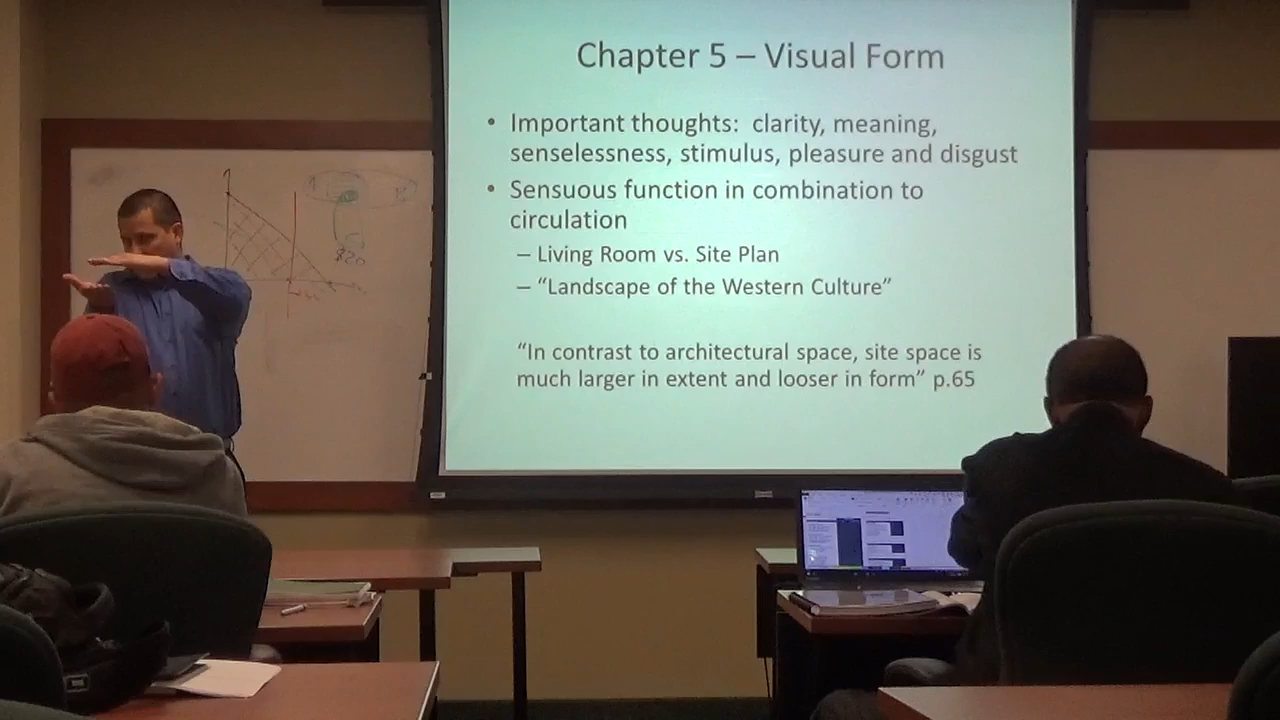 Chapter 5 – Visual Form
• Important thoughts:  clarity, meaning,
senselessness, stimulus, pleasure and disgust
• Sensuous function in combination to
circulation
– Living Room vs. Site Plan
– “Landscape of the Western Culture”
“In contrast to architectural space, site space is
much larger in extent and looser in form” p.65
$20